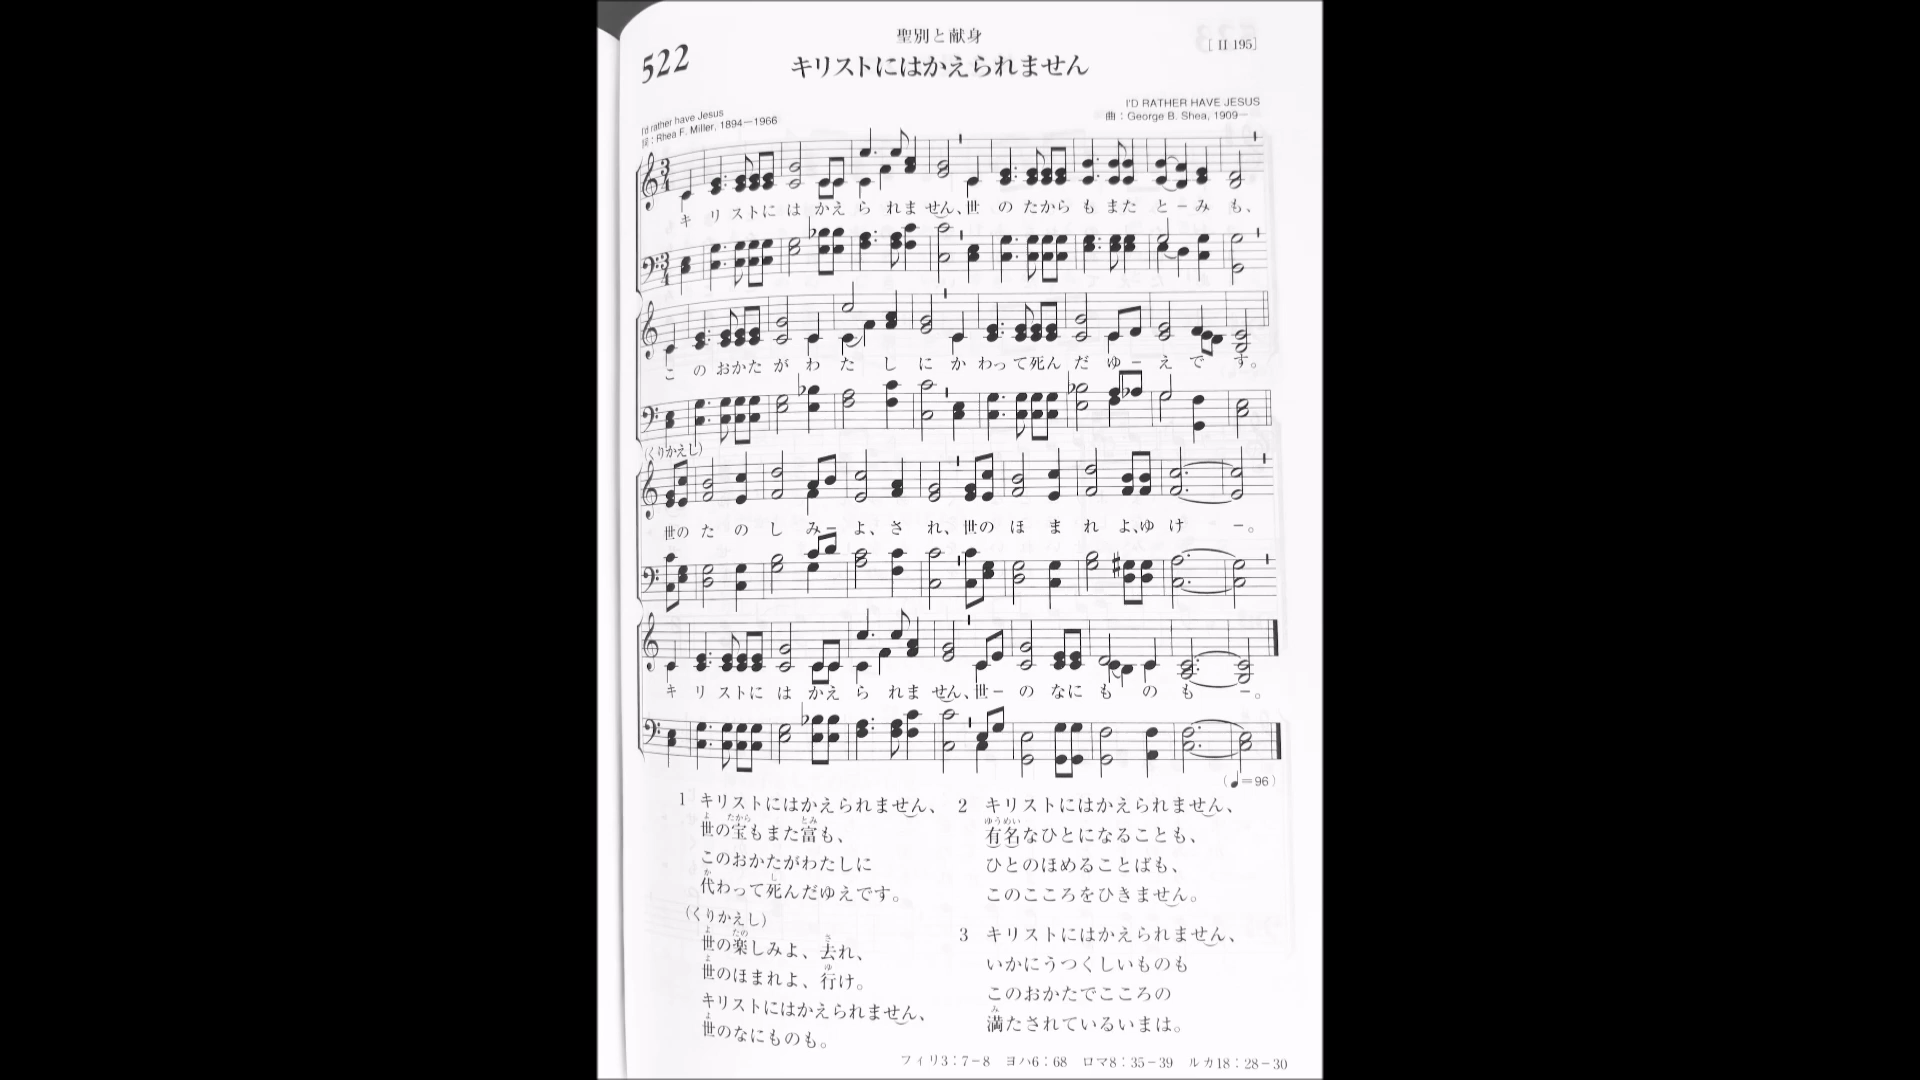 聖別と献身
522
[ II 195]
キリストにはかえられません
I'd rather have Jesus
詞：Rhea F. Miller, 1894－1966
I'D RATHER HAVE JESUS
曲：George B. Shea, 1909－
キ リ ストに は かえ ら れま せん、世 の たから も また と－み も、
こ の おかた が わ た し に か わっ て死ん だ ゆ－ え で す。
(くりかえし)
世の た の し み－ よ、さ れ、世の ほ ま れ よ、ゆ け －。
キ リ ストに は かえ ら れま せん、世－ の なに も の も －。
(♩＝96)
1 キリストにはかえられません、
世の宝もまた富も、
このおかたがわたしに
代わって死んだゆえです。
(くりかえし)
世の楽しみよ、去れ、
世のほまれよ、行け。
キリストにはかえられません、
世のなにものも。
2 キリストにはかえられません、
有名なひとになることも、
ひとのほめることばも、
このこころをひきません。
3 キリストにはかえられません、
いかにうつくしいものも
このおかたでこころの
満たされているいまは。
フィリ3：7－8 ヨハ6：68 ロマ8：35－39 ルカ18：28－30